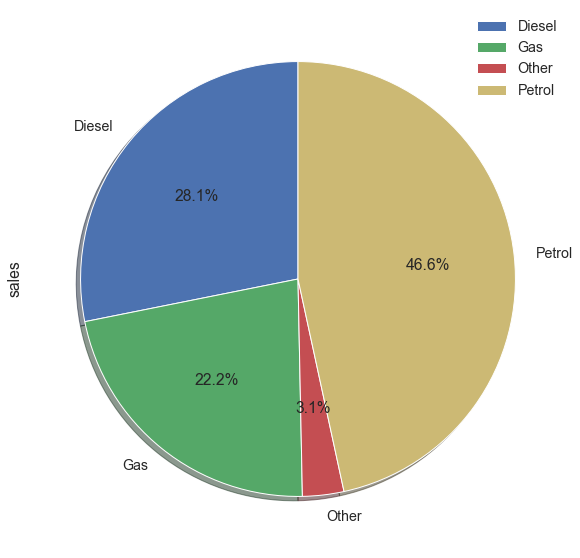 Diesel
Gas
Other
Petrol
Diesel
28.1%
Petrol
46.6%
sales
22.2%
3.1%
Gas
Other